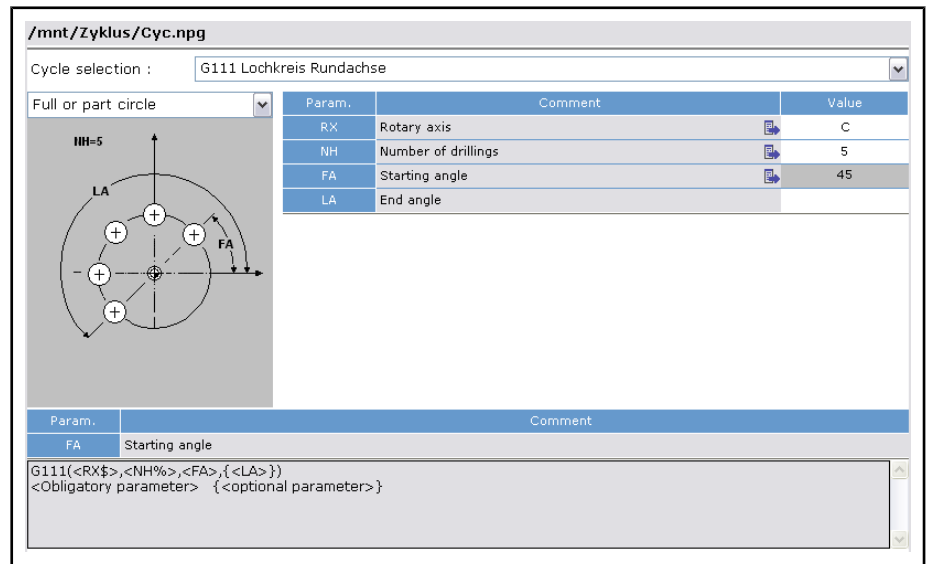 /mnt/Zyklus/Cyc.npg
Cycle selection : G111 Lochkreis Rundachse
Full or part circle
Param. Comment Value
RX Rotary axis C
NH Number of drillings 5
FA Starting angle 45
LA End angle
NH=5
LA
FA
Param. Comment
FA Starting angle
G111(<RX$>,<NH%>,<FA>,{<LA>})
<Obligatory parameter> {<optional parameter>}